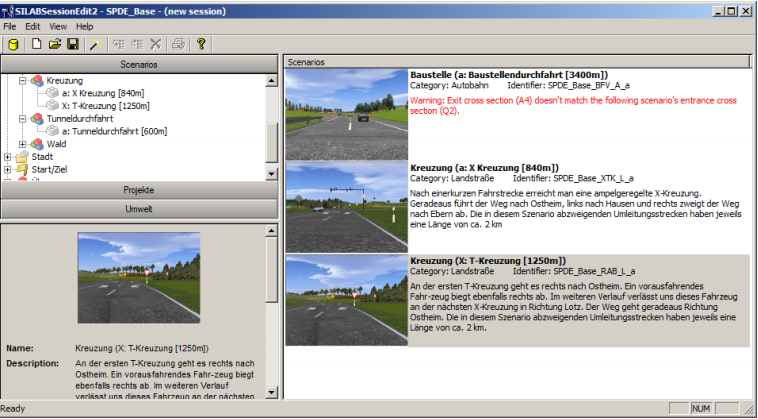 SILABSessionEdit2 - SPDE_Base - (new session)
File Edit View Help
Scenarios
Kreuzung
a: X Kreuzung [840m]
X: T-Kreuzung [1250m]
Tunneldurchfahrt
a: Tunneldurchfahrt [600m]
Wald
Stadt
Start/Ziel
Projekte
Umwelt
Name: Kreuzung (X: T-Kreuzung [1250m])
Description: An der ersten T-Kreuzung geht es rechts nach
Ostheim. Ein vorausfahrendes Fahr-zeug biegt
ebenfalls rechts ab. Im weiteren Verlauf
verlässt uns dieses Fahrzeug an der nächsten
Scenarios
Baustelle (a: Baustellendurchfahrt [3400m])
Category: Autobahn Identifier: SPDE_Base_BFV_A_a
Warning: Exit cross section (A4) doesn't match the following scenario's entrance cross
section (Q2).
Kreuzung (a: X Kreuzung [840m])
Category: Landstraße Identifier: SPDE_Base_XTK_L_a
Nach einerkurzen Fahrstrecke erreicht man eine ampelgeregelte X-Kreuzung.
Geradeaus führt der Weg nach Ostheim, links nach Hausen und rechts zweigt der Weg
nach Ebern ab. Die in diesem Szenario abzweigenden Umleitungsstrecken haben jeweils
eine Länge von ca. 2 km
Kreuzung (X: T-Kreuzung [1250m])
Category: Landstraße Identifier: SPDE_Base_RAB_L_a
An der ersten T-Kreuzung geht es rechts nach Ostheim. Ein vorausfahrendes
Fahr-zeug biegt ebenfalls rechts ab. Im weiteren Verlauf verlässt uns dieses Fahrzeug
an der nächsten X-Kreuzung in Richtung Lotz. Der Weg geht geradeaus Richtung
Ostheim. Die in diesem Szenario abzweigenden Umleitungsstrecken haben jeweils eine
Länge von ca. 2 km.
Ready
NUM